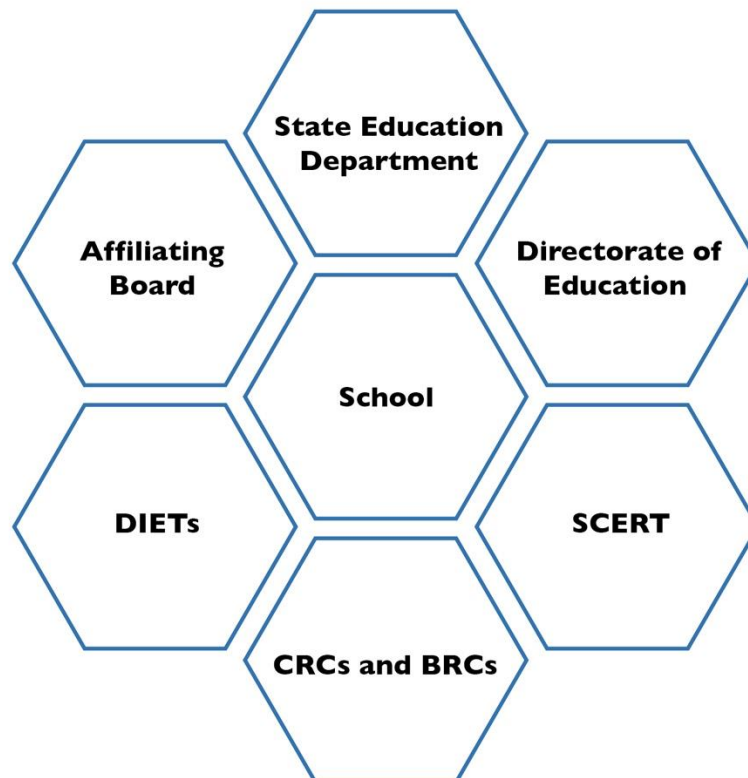 State Education
Department
Affiliating
Board
Directorate of
Education
School
DIETs
SCERT
CRCs and BRCs